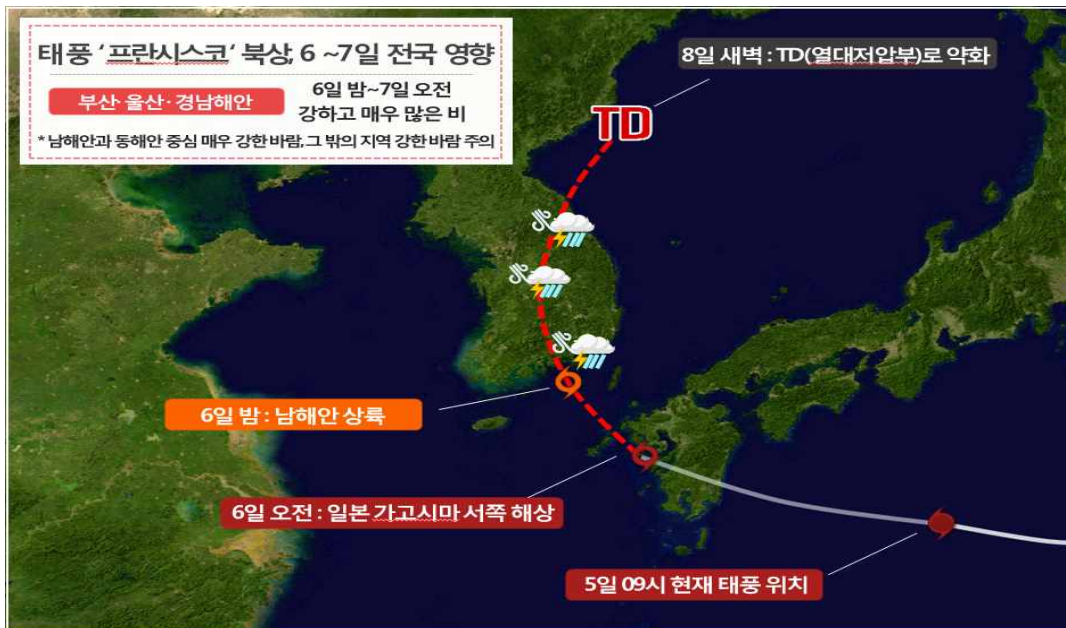 태풍 ‘프란시스코‘ 북상, 6 ~7일 전국 영향
부산·울산·경남해안
6일 밤~7일 오전
강하고 매우 많은 비
* 남해안과 동해안 중심 매우 강한 바람, 그 밖의 지역 강한 바람 주의
8일 새벽 : TD(열대저압부)로 약화
TD
6일 밤 : 남해안 상륙
6일 오전 : 일본 가고시마 서쪽 해상
5일 09시 현재 태풍 위치